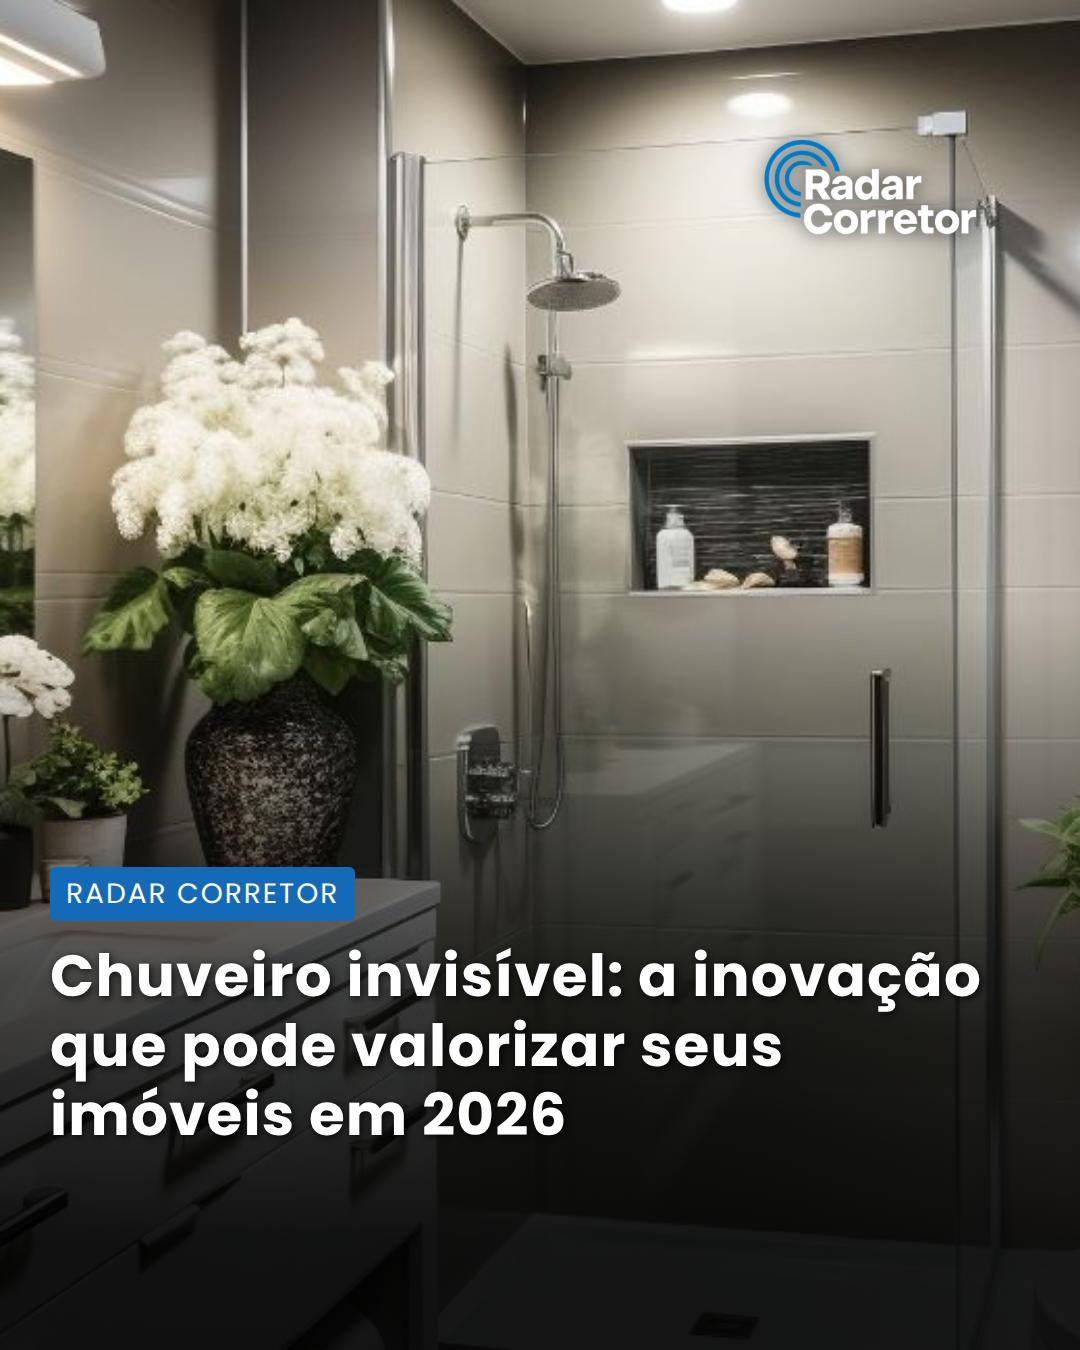 Radar
Corretor
RADAR CORRETOR
Chuveiro invisível: a inovação
que pode valorizar seus
imóveis em 2026